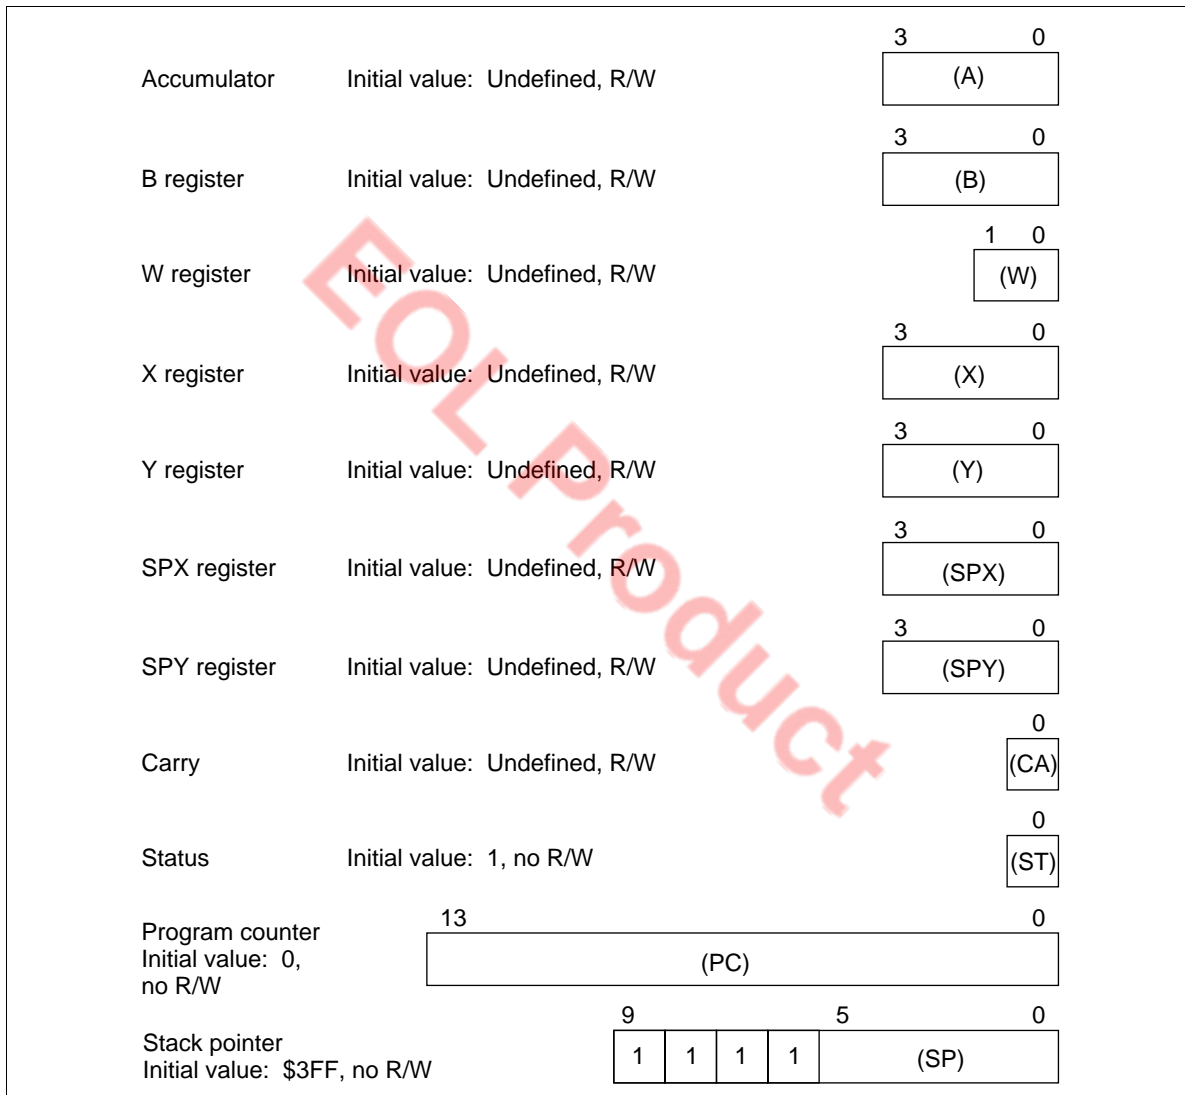 3 0
Accumulator Initial value: Undefined, R/W (A)
3 0
B register Initial value: Undefined, R/W (B)
1 0
W register Initial value: Undefined, R/W (W)
3 0
X register Initial value: Undefined, R/W (X)
3 0
Y register Initial value: Undefined, R/W (Y)
3 0
SPX register Initial value: Undefined, R/W (SPX)
3 0
SPY register Initial value: Undefined, R/W (SPY)
0
Carry Initial value: Undefined, R/W (CA)
0
Status Initial value: 1, no R/W (ST)
13 0
Program counter
Initial value: 0, (PC)
no R/W
9 5 0
Stack pointer 1 1 1 1 (SP)
Initial value: $3FF, no R/W
EOL Product